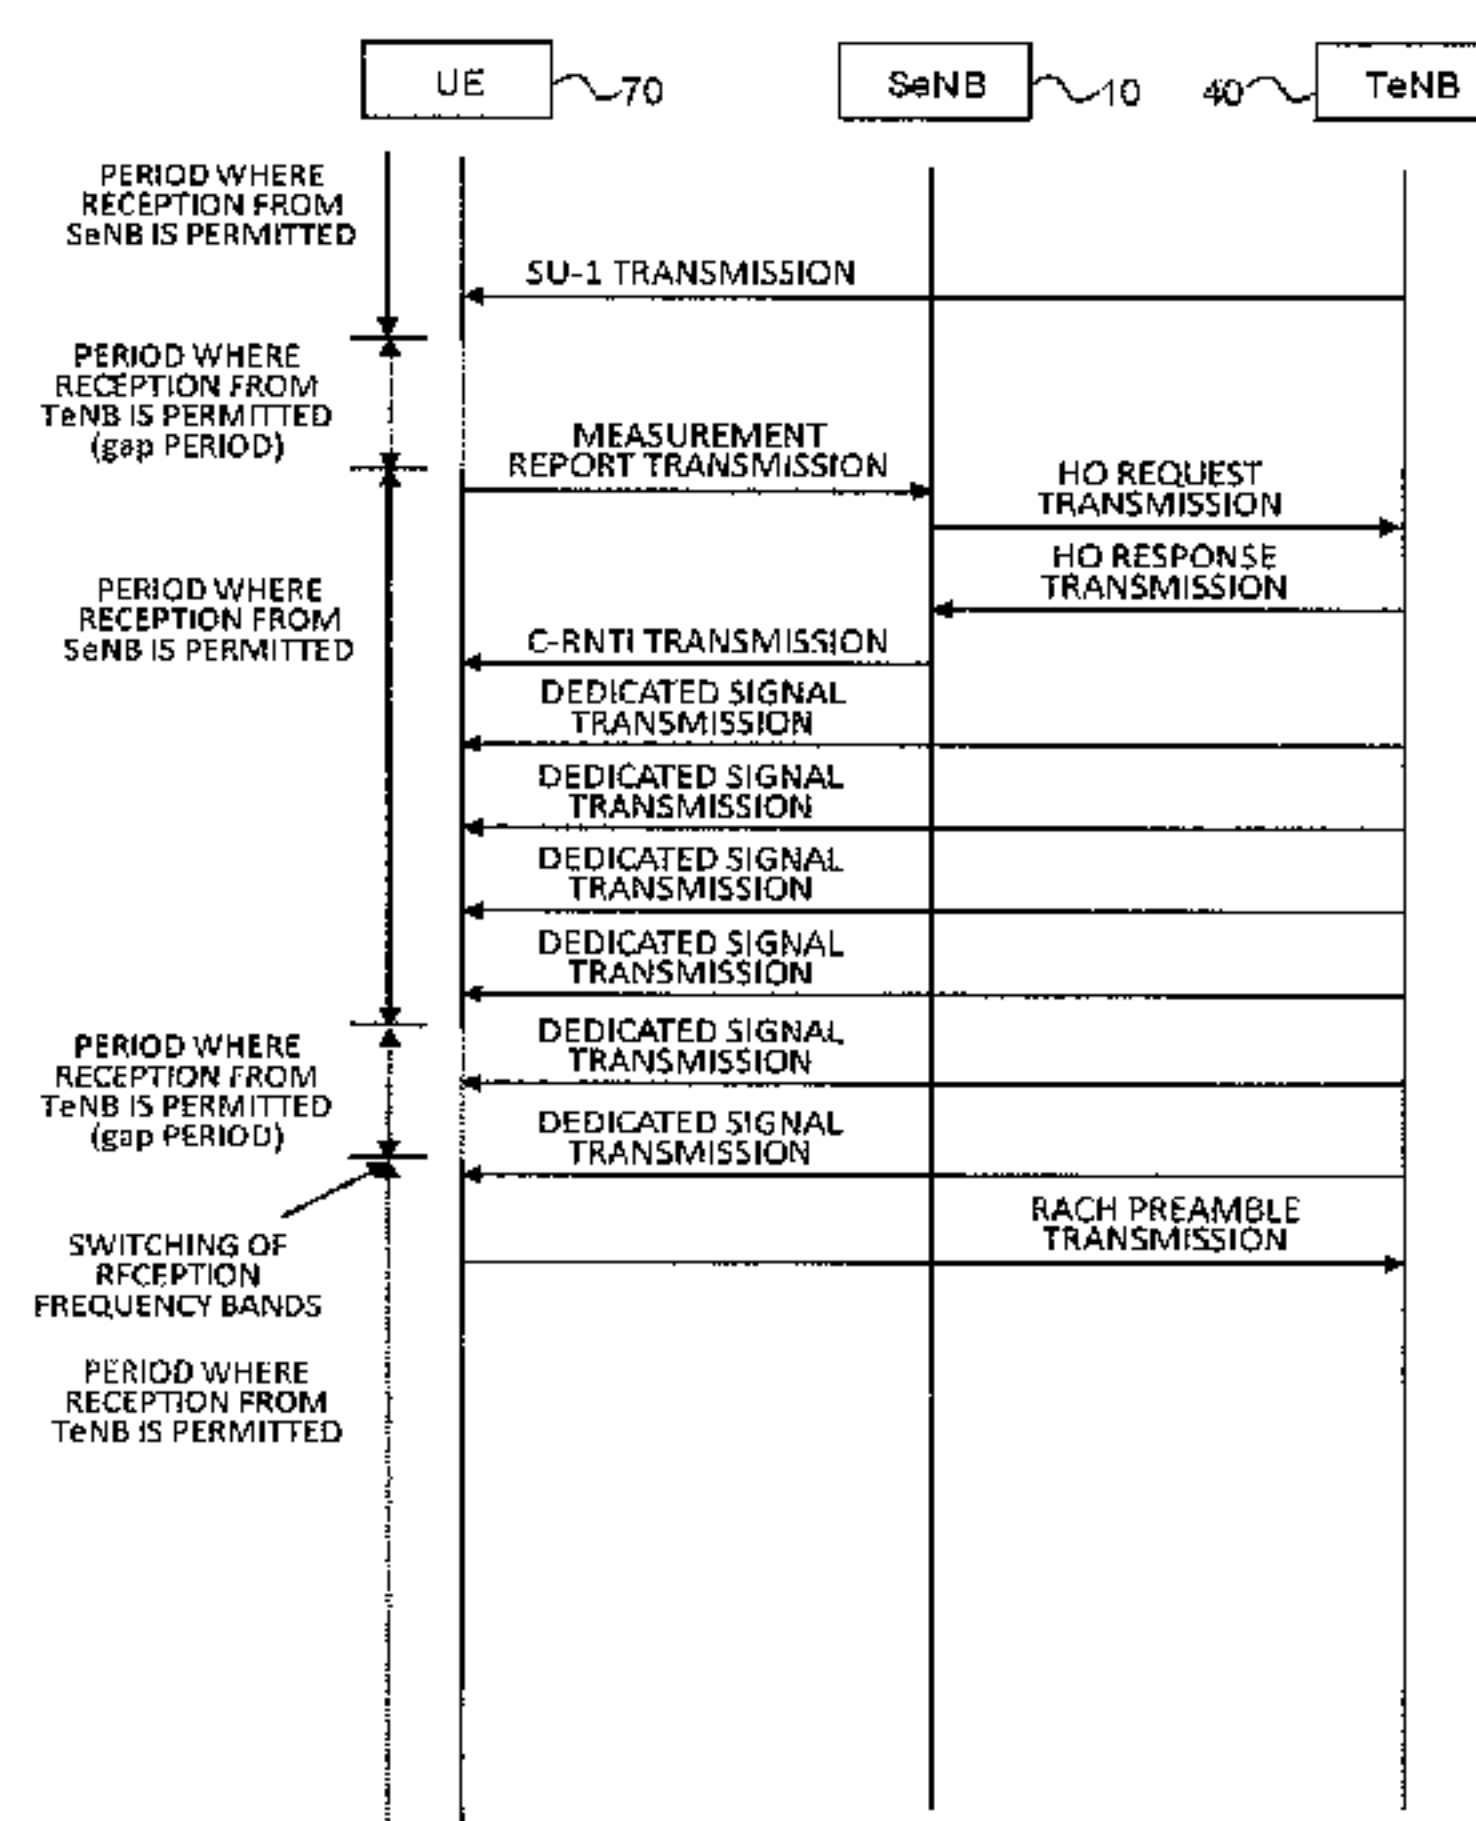 UE
70
SeNB
10
40
TeNB
PERIOD WHERE
RECEPTION FROM
SeNB IS PERMITTED
SU-1 TRANSMISSION
PERIOD WHERE
RECEPTION FROM
TeNB IS PERMITTED
(gap PERIOD)
MEASUREMENT
REPORT TRANSMISSION
HO REQUEST
TRANSMISSION
HO RESPONSE
TRANSMISSION
PERIOD WHERE
RECEPTION FROM
SeNB IS PERMITTED
C-RNTI TRANSMISSION
DEDICATED SIGNAL
TRANSMISSION
DEDICATED SIGNAL
TRANSMISSION
DEDICATED SIGNAL
TRANSMISSION
DEDICATED SIGNAL
TRANSMISSION
PERIOD WHERE
RECEPTION FROM
TeNB IS PERMITTED
(gap PERIOD)
DEDICATED SIGNAL
TRANSMISSION
DEDICATED SIGNAL
TRANSMISSION
RACH PREAMBLE
TRANSMISSION
SWITCHING OF
RECEPTION
FREQUENCY BANDS
PERIOD WHERE
RECEPTION FROM
TeNB IS PERMITTED